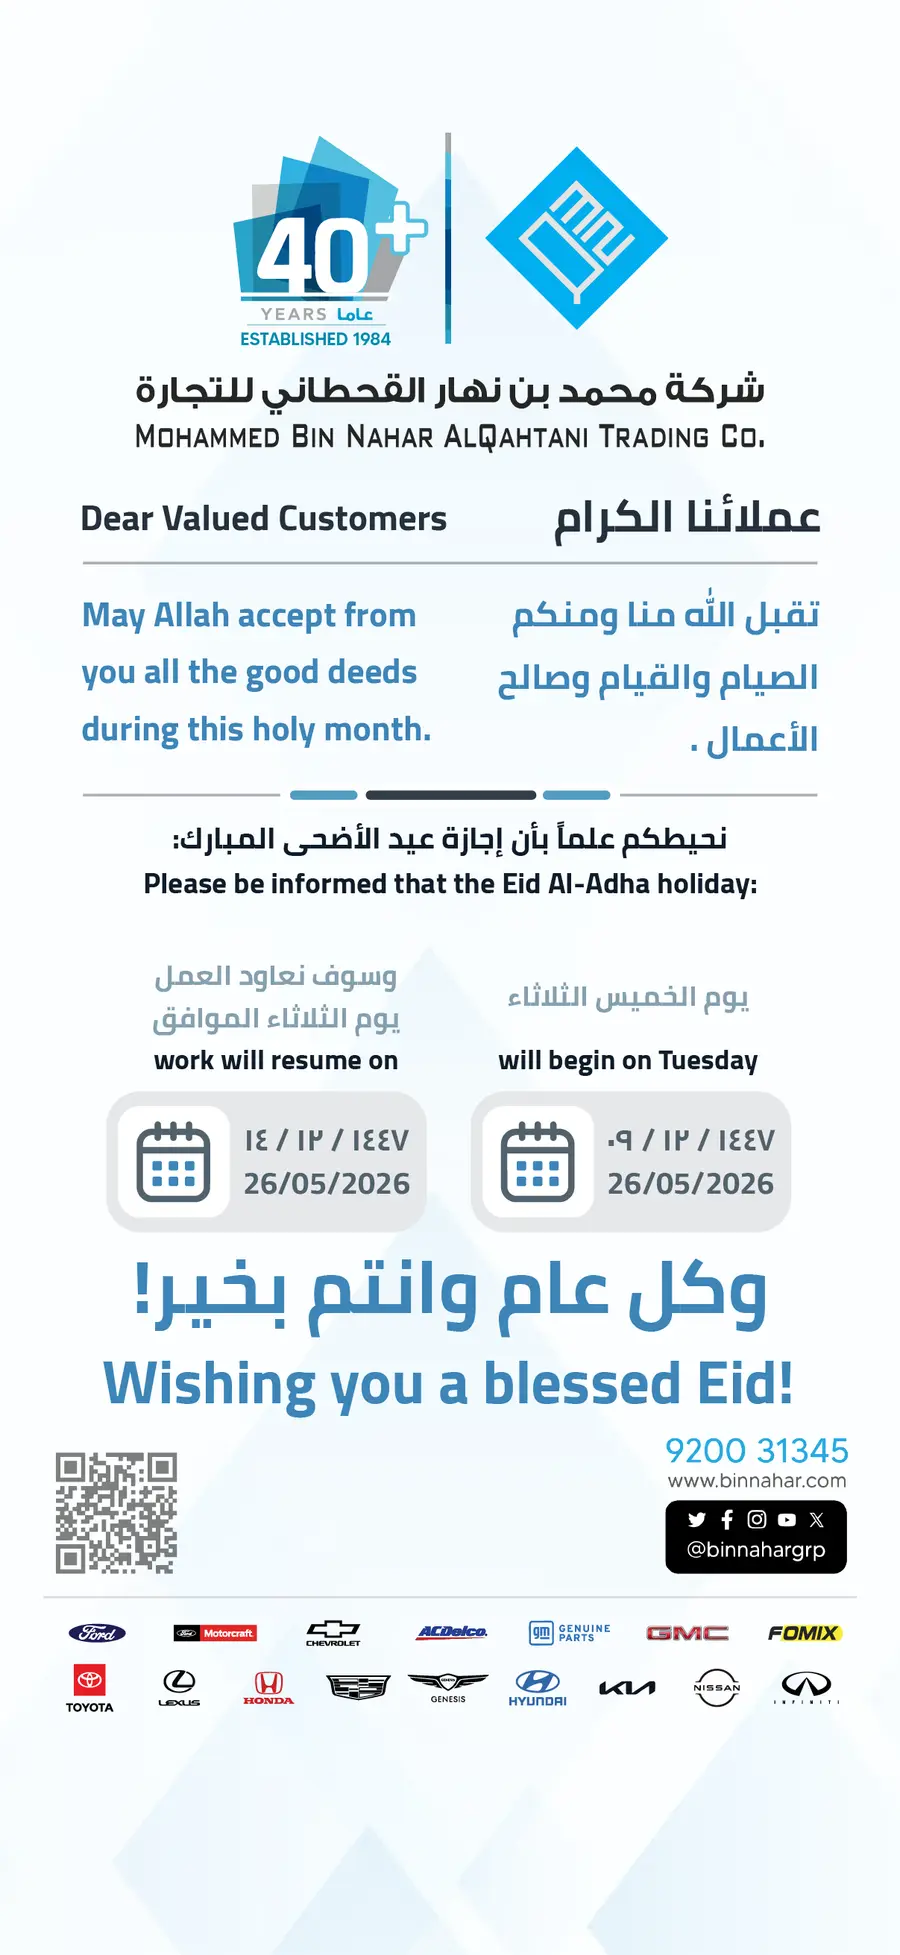 40+
YEARS عاما
ESTABLISHED 1984
شركة محمد بن نهار القحطاني للتجارة
MOHAMMED BIN NAHAR ALQAHTANI TRADING CO.
Dear Valued Customers
عملائنا الكرام
May Allah accept from
you all the good deeds
during this holy month.
تقبل الله منا ومنكم
الصيام والقيام وصالح
الأعمال .
نحيطكم علماً بأن إجازة عيد الأضحى المبارك:
Please be informed that the Eid Al-Adha holiday:
يوم الخميس الثلاثاء
will begin on Tuesday
٠٩ / ١٢ / ١٤٤٧
26/05/2026
وسوف نعاود العمل
يوم الثلاثاء الموافق
work will resume on
١٤ / ١٢ / ١٤٤٧
26/05/2026
وكل عام وانتم بخير!
Wishing you a blessed Eid!
9200 31345
www.binnahar.com
@binnahargrp
Ford
Ford Motorcraft
CHEVROLET
ACDelco
gm GENUINE
PARTS
GMC
FOMIX
TOYOTA
LEXUS
HONDA
GENESIS
GENESIS
HYUNDAI
KIA
NISSAN
INFINITI